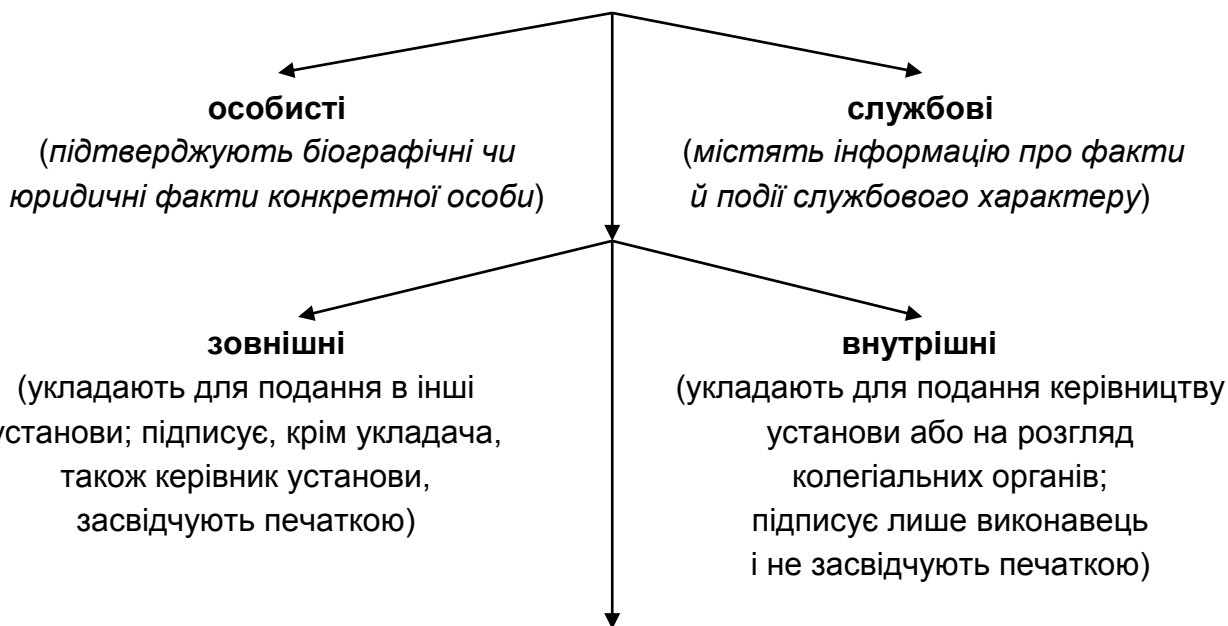 особисті
(підтверджують біографічні чи
юридичні факти конкретної особи)
службові
(містять інформацію про факти
й події службового характеру)
зовнішні
(укладають для подання в інші
установи; підписує, крім укладача,
також керівник установи,
засвідчують печаткою)
внутрішні
(укладають для подання керівництву
установи або на розгляд
колегіальних органів;
підписує лише виконавець
і не засвідчують печаткою)